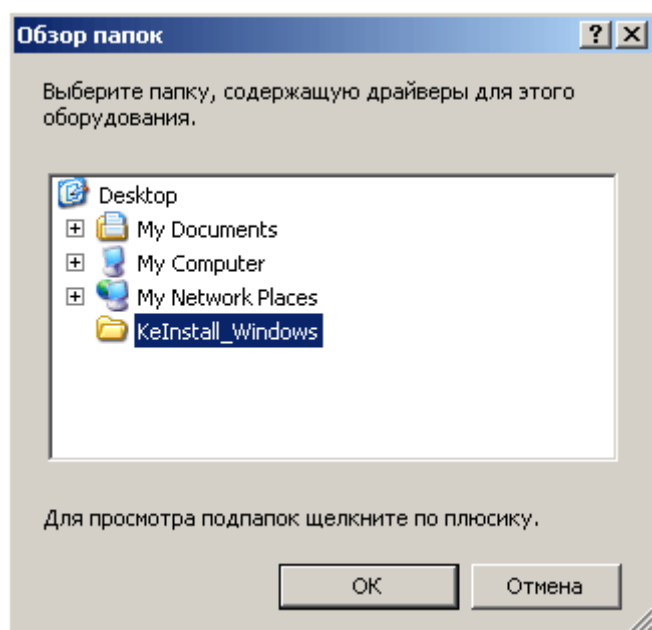 Обзор папок
Выберите папку, содержащую драйверы для этого
оборудования.
Desktop
My Documents
My Computer
My Network Places
KeInstall_Windows
Для просмотра подпапок щелкните по плюсику.
ОК
Отмена